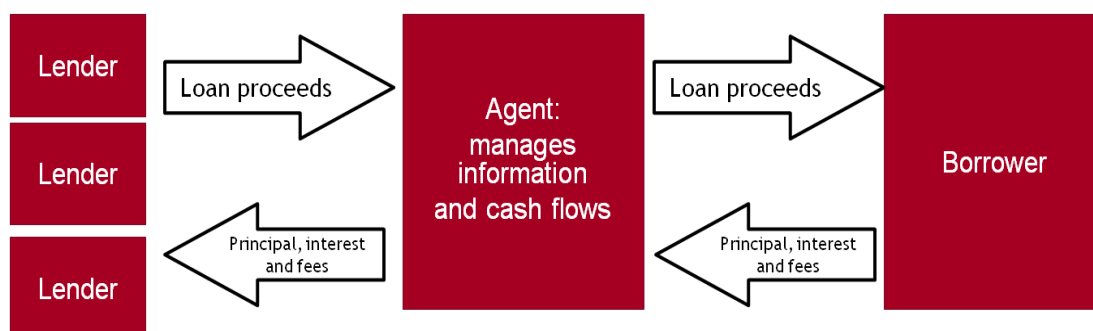 Lender
Lender
Lender
Loan proceeds
Principal, interest
and fees
Agent:
manages
information
and cash flows
Loan proceeds
Principal, interest
and fees
Borrower